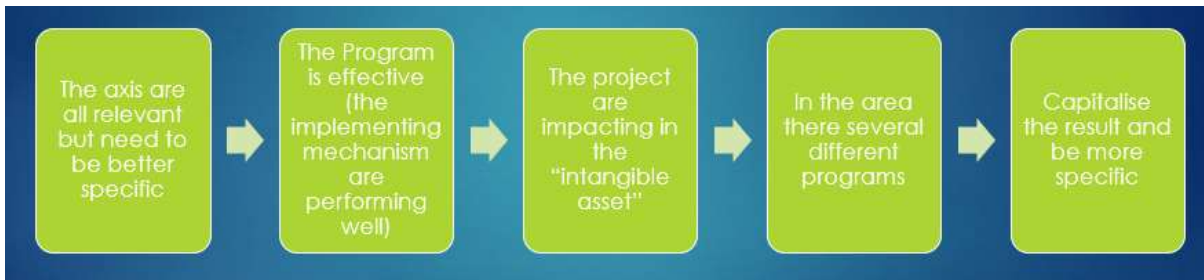 The axis are
all relevant
but need to
be better
specific
The Program
is effective
(the
implementing
mechanism
are
performing
well)
The project
are
impacting in
the
“intangible
asset”
In the area
there several
different
programs
Capitalise
the result and
be more
specific